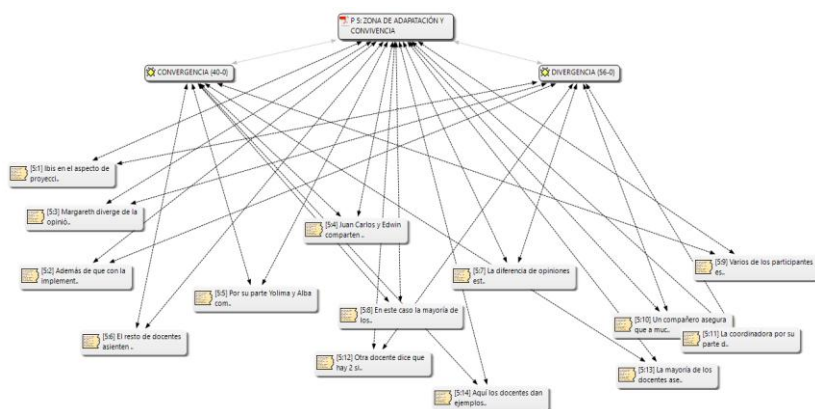 P 5: ZONA DE ADAPATACIÓN Y
CONVIVENCIA
CONVERGENCIA (40-0)
DIVERGENCIA (56-0)
[5:1] Ibis en el aspecto de
proyecci..
[5:3] Margareth diverge de la
opinió..
[5:4] Juan Carlos y Edwin
comparten ..
[5:2] Además de que con la
implement..
[5:5] Por su parte Yolima y Alba
com..
[5:7] La diferencia de opiniones
est..
[5:9] Varios de los participantes
es..
[5:6] El resto de docentes
asienten ..
[5:8] En este caso la mayoría de
los..
[5:10] Un compañero asegura
que a muc..
[5:11] La coordinadora por su
parte d..
[5:12] Otra docente dice que
hay 2 si..
[5:13] La mayoría de los
docentes ase..
[5:14] Aquí los docentes dan
ejemplos..